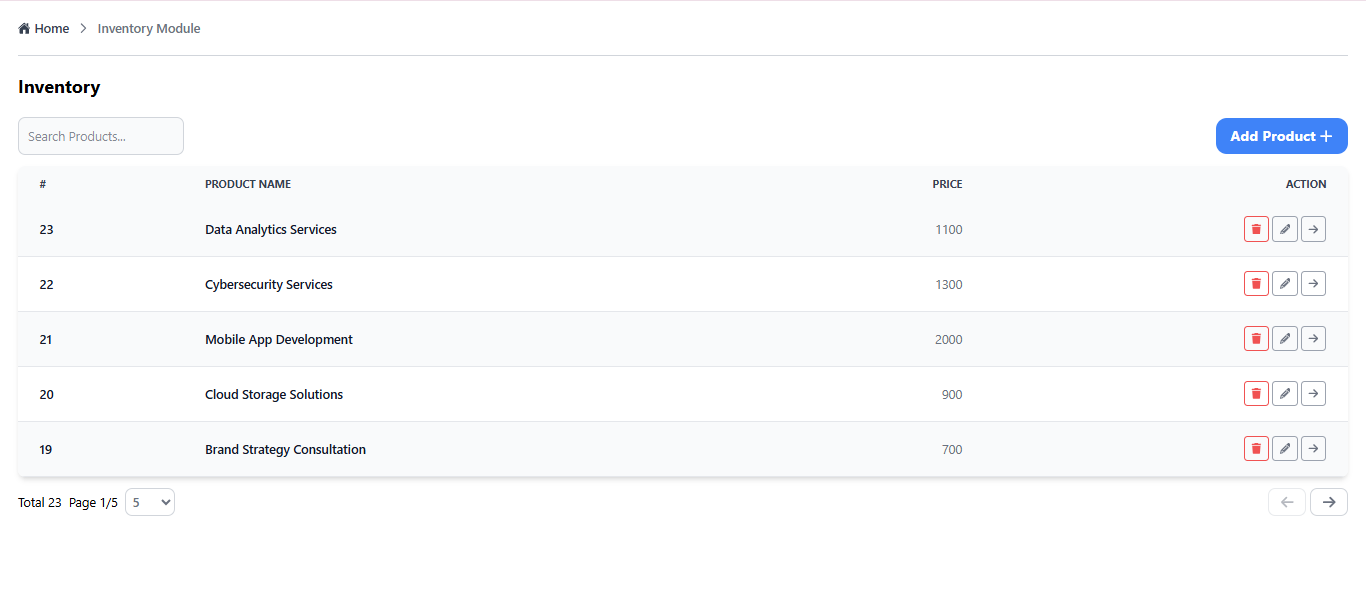 Home > Inventory Module
Inventory
Search Products...
Add Product +
# PRODUCT NAME PRICE ACTION
23 Data Analytics Services 1100
22 Cybersecurity Services 1300
21 Mobile App Development 2000
20 Cloud Storage Solutions 900
19 Brand Strategy Consultation 700
Total 23 Page 1/5 5